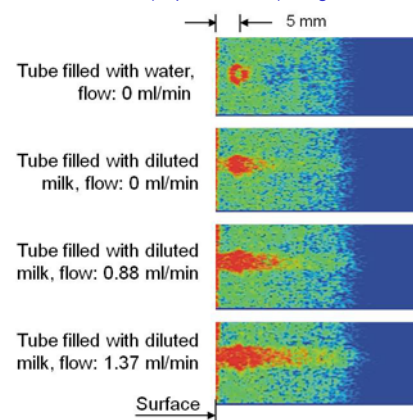 5 mm
Tube filled with water,
flow: 0 ml/min
Tube filled with diluted
milk, flow: 0 ml/min
Tube filled with diluted
milk, flow: 0.88 ml/min
Tube filled with diluted
milk, flow: 1.37 ml/min
Surface